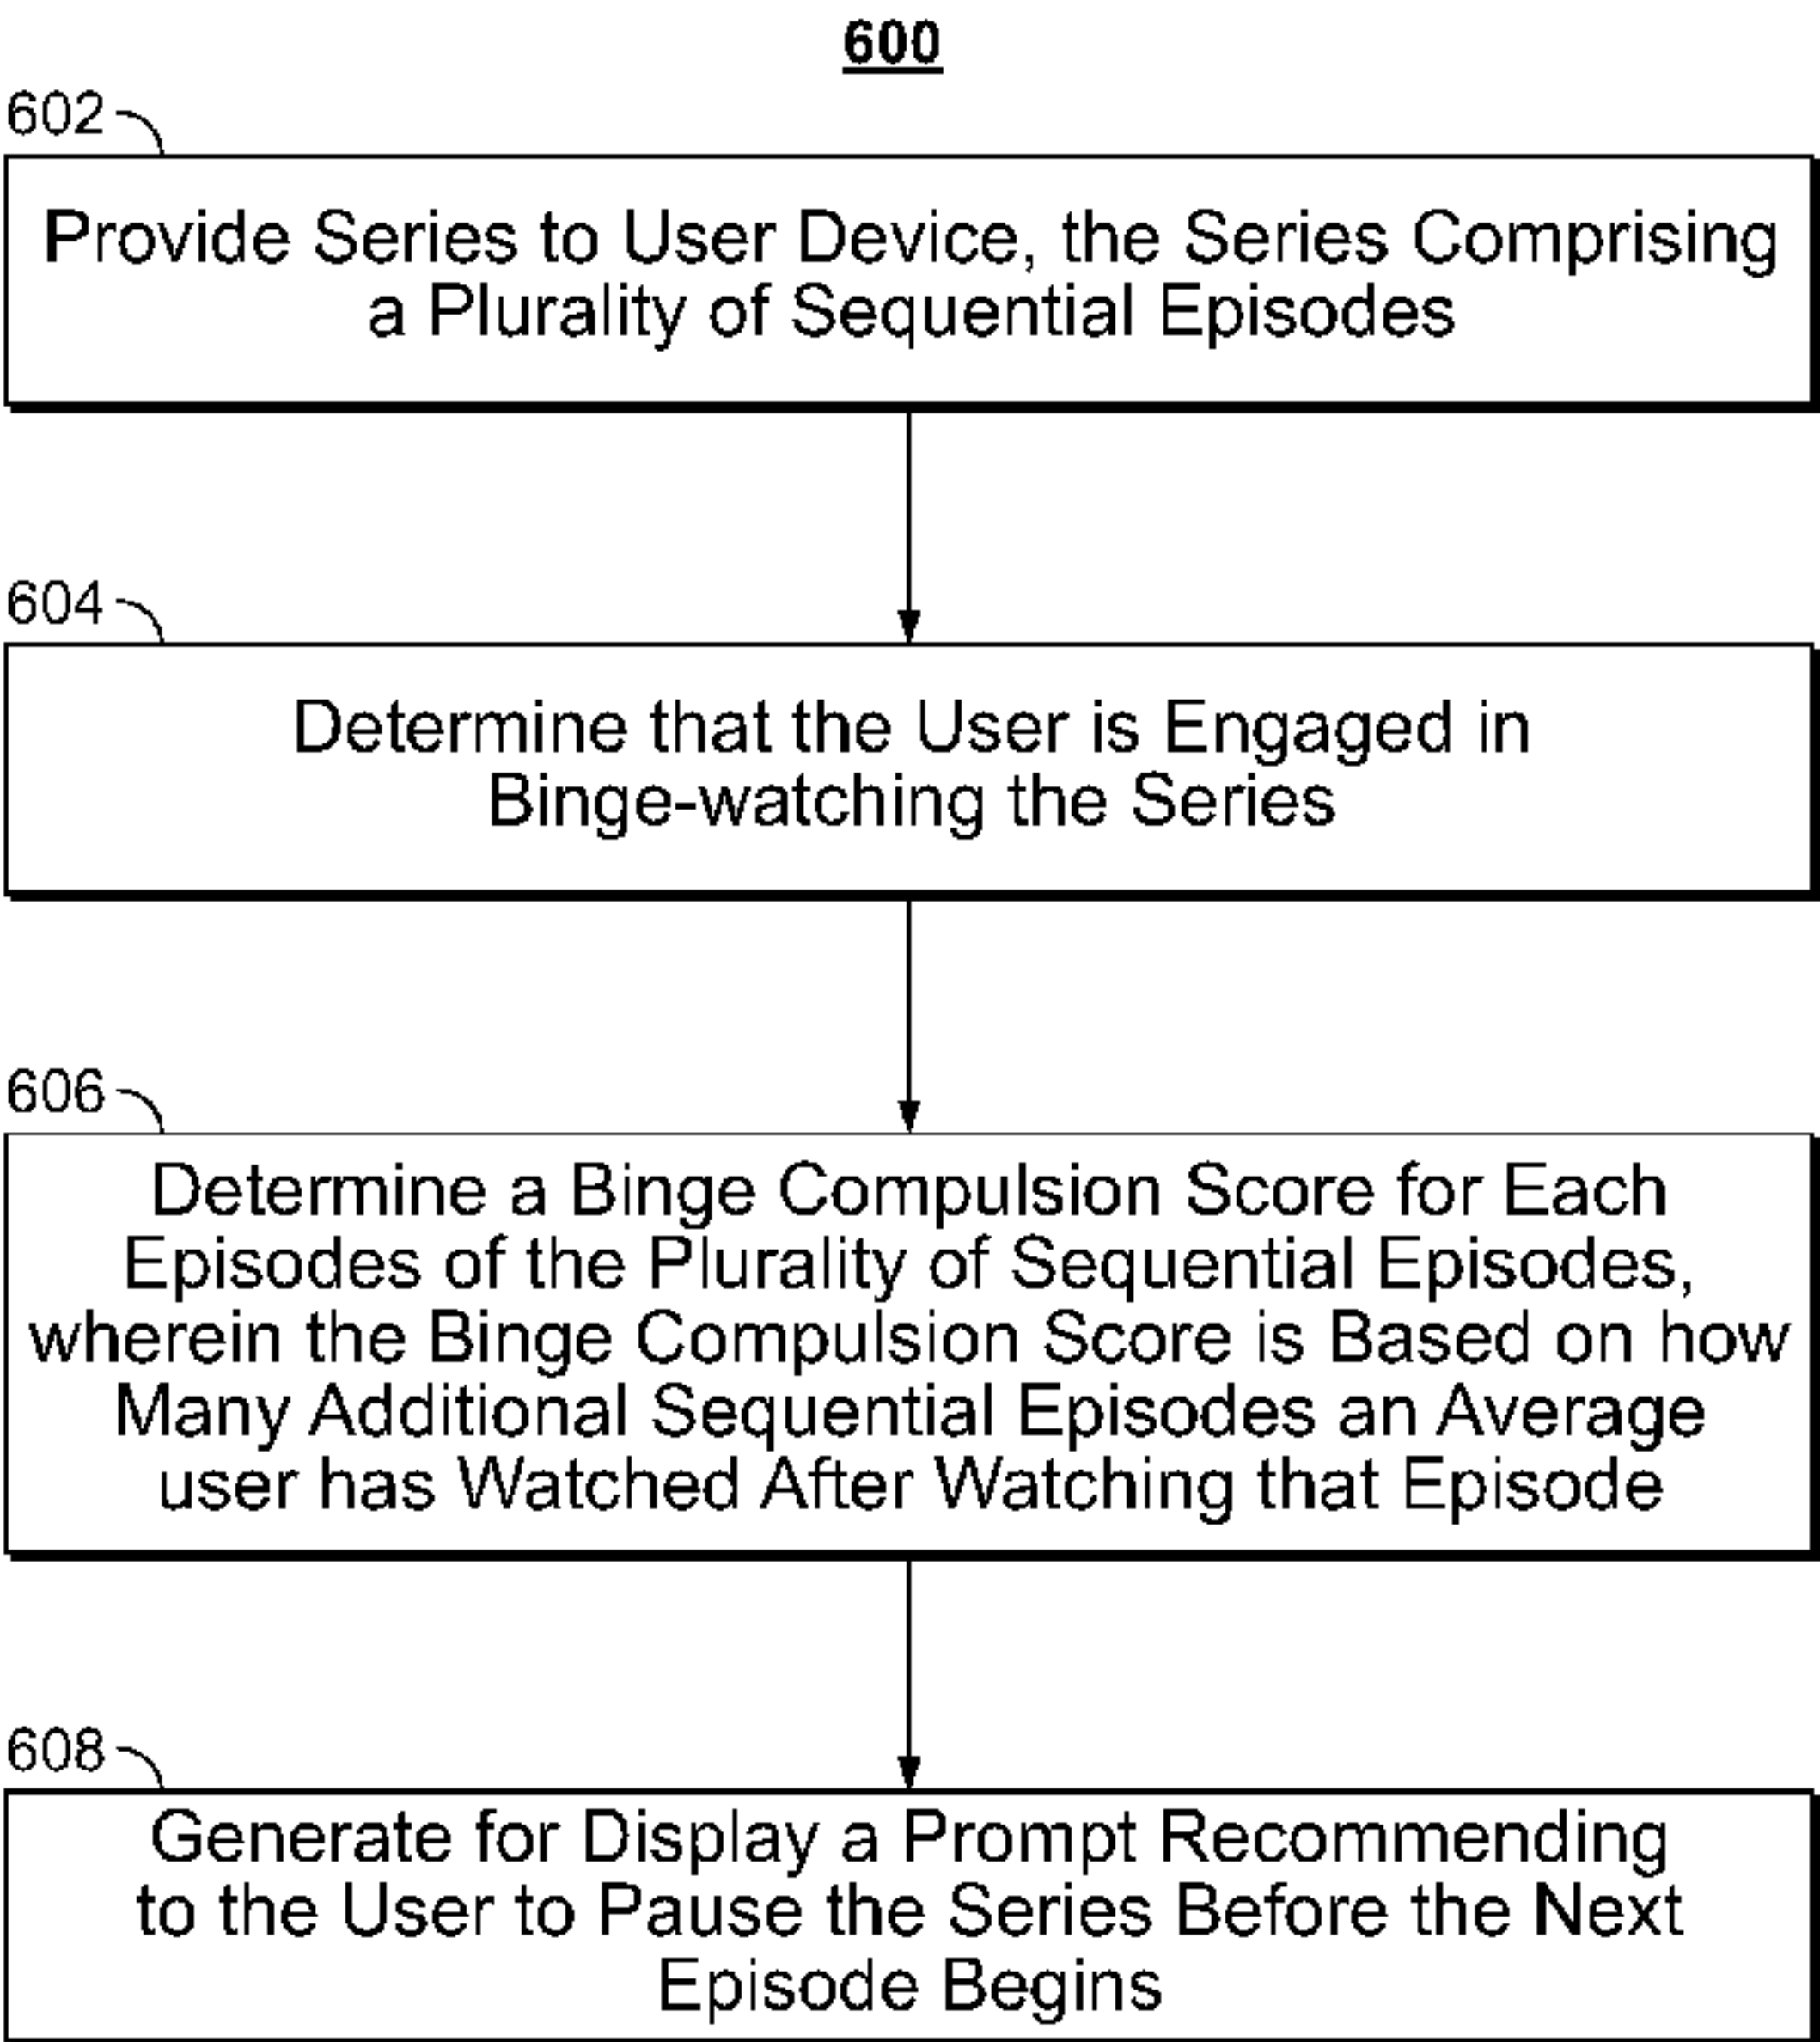 600
602
Provide Series to User Device, the Series Comprising
a Plurality of Sequential Episodes
604
Determine that the User is Engaged in
Binge-watching the Series
606
Determine a Binge Compulsion Score for Each
Episodes of the Plurality of Sequential Episodes,
wherein the Binge Compulsion Score is Based on how
Many Additional Sequential Episodes an Average
user has Watched After Watching that Episode
608
Generate for Display a Prompt Recommending
to the User to Pause the Series Before the Next
Episode Begins